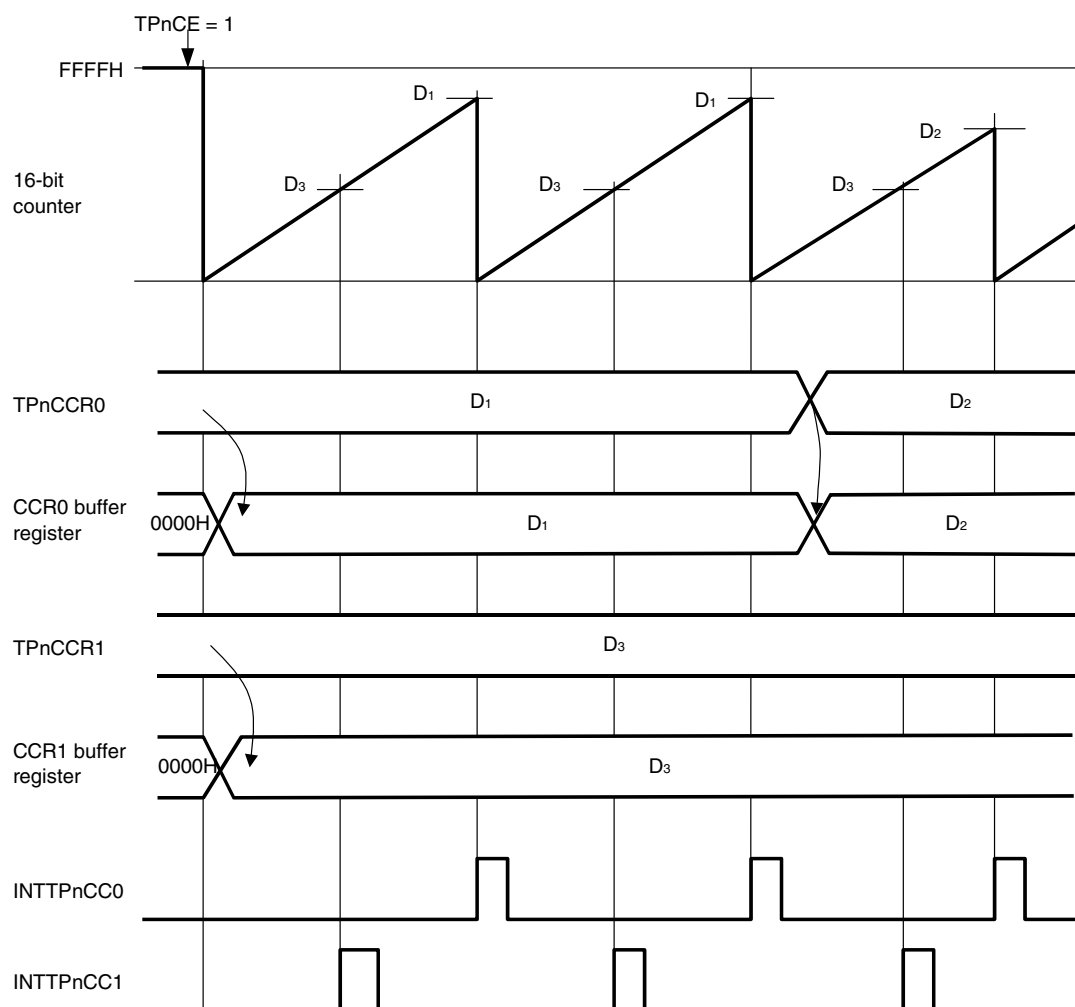 TPnCE = 1
FFFFH
D1
D1
D2
D3
D3
D3
16-bit
counter
TPnCCR0
D1
D2
CCR0 buffer
register
0000H
D1
D2
TPnCCR1
D3
CCR1 buffer
register
0000H
D3
INTTPnCC0
INTTPnCC1